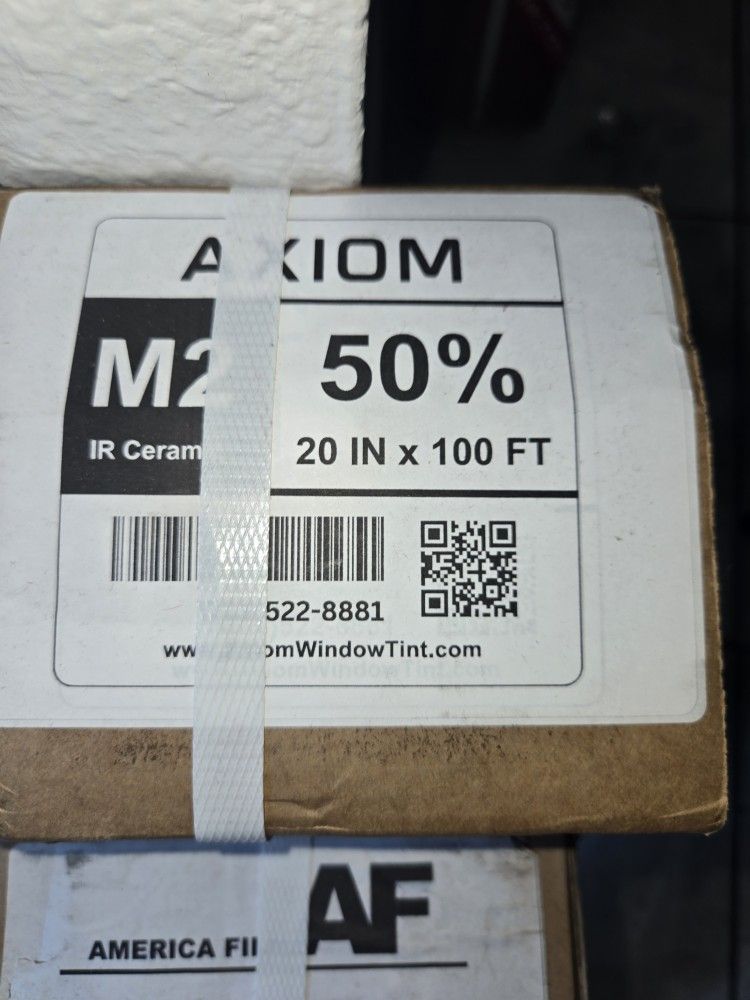 AXIOM
M2
50%
IR Ceram
20 IN x 100 FT
522-8881
www. omWindowTint.com
AF
AMERICA FI